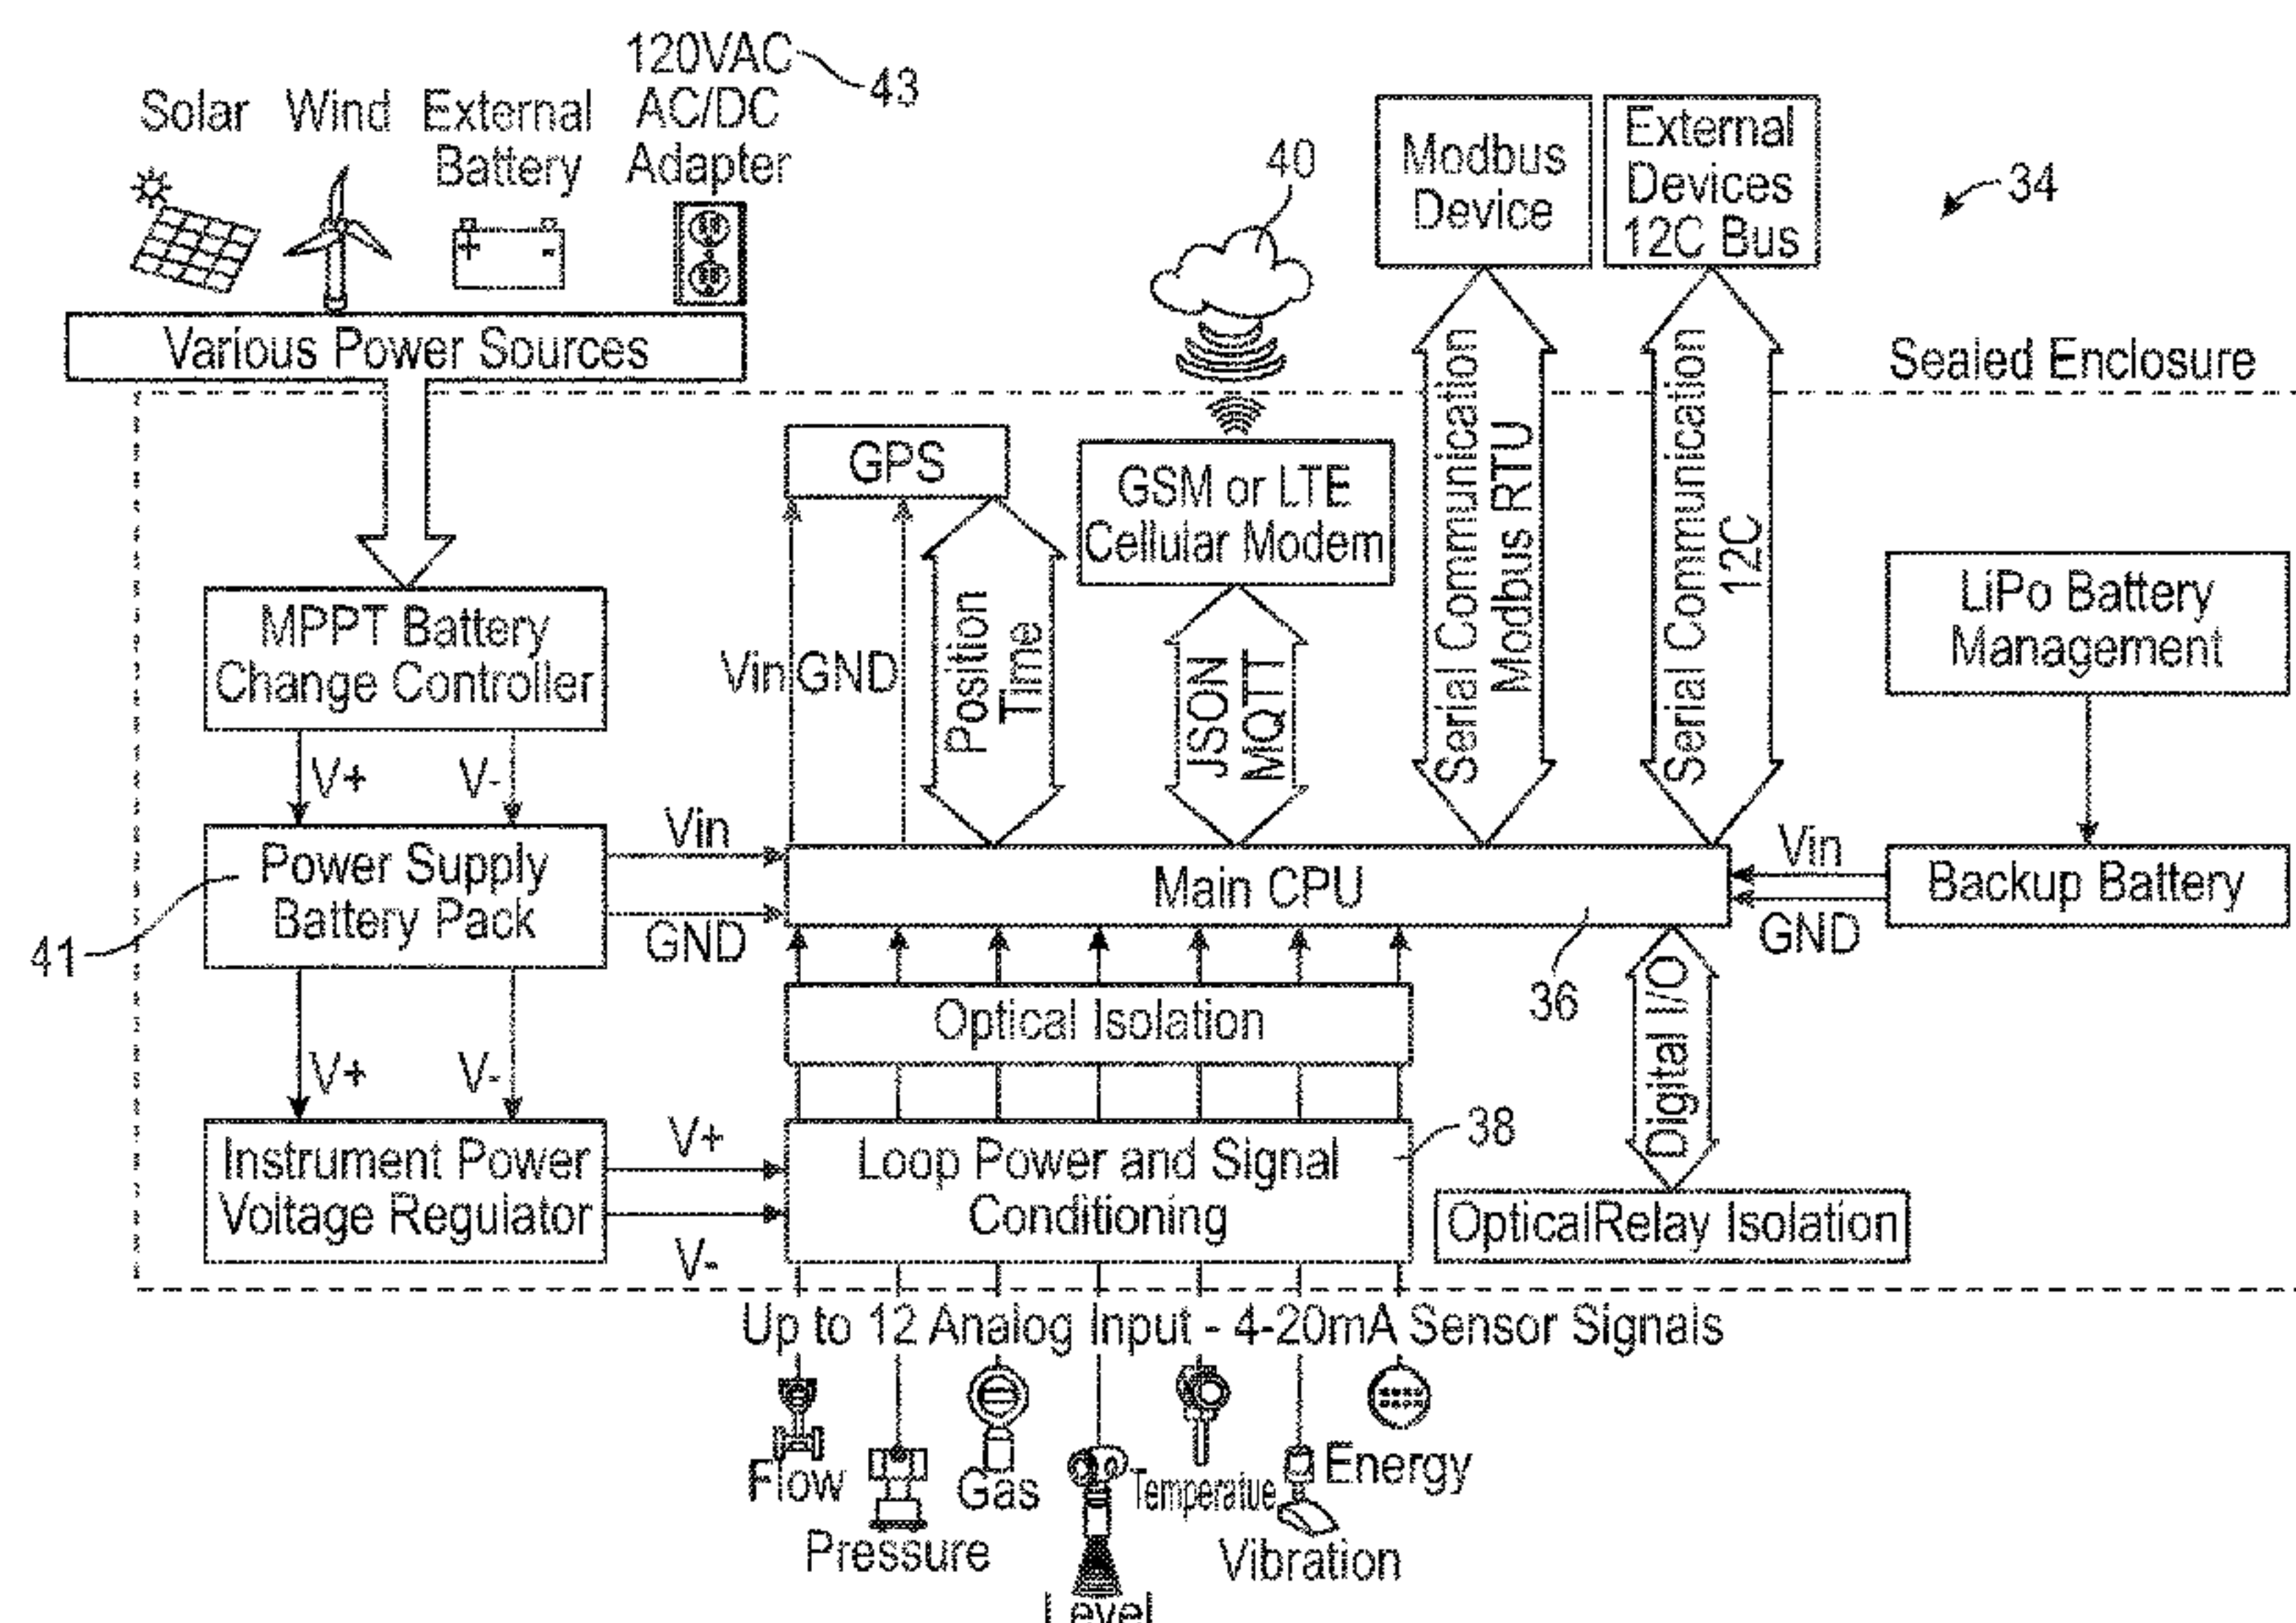 Solar
Wind
External
Battery
120VAC
AC/DC
Adapter
43
Various Power Sources
40
Modbus
Device
External
Devices
12C Bus
34
Sealed Enclosure
MPPT Battery
Change Controller
V+
V-
Power Supply
Battery Pack
41
V+
V-
Instrument Power
Voltage Regulator
Vin
GND
V+
V-
GPS
Vin
GND
Position
Time
GSM or LTE
Cellular Modem
JSON
MQTT
Serial Communication
Modbus RTU
Serial Communication
12C
LiPo Battery
Management
Main CPU
36
Vin
GND
Backup Battery
Optical Isolation
Loop Power and Signal
Conditioning
38
Digital I/O
OpticalRelay Isolation
Up to 12 Analog Input - 4-20mA Sensor Signals
Flow
Pressure
Gas
Level
Temperatue
Vibration
Energy